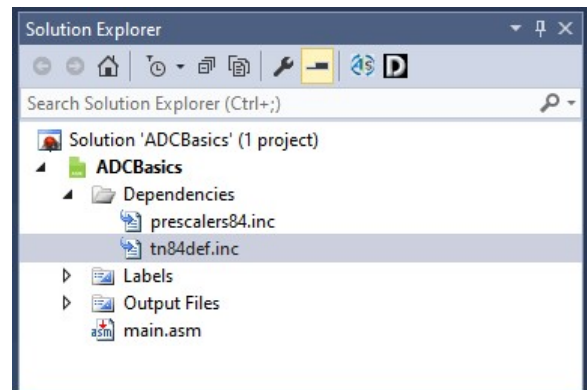 Solution Explorer
Search Solution Explorer (Ctrl+;)
Solution 'ADCBasics' (1 project)
ADCBasics
Dependencies
prescalers84.inc
tn84def.inc
Labels
Output Files
asm main.asm